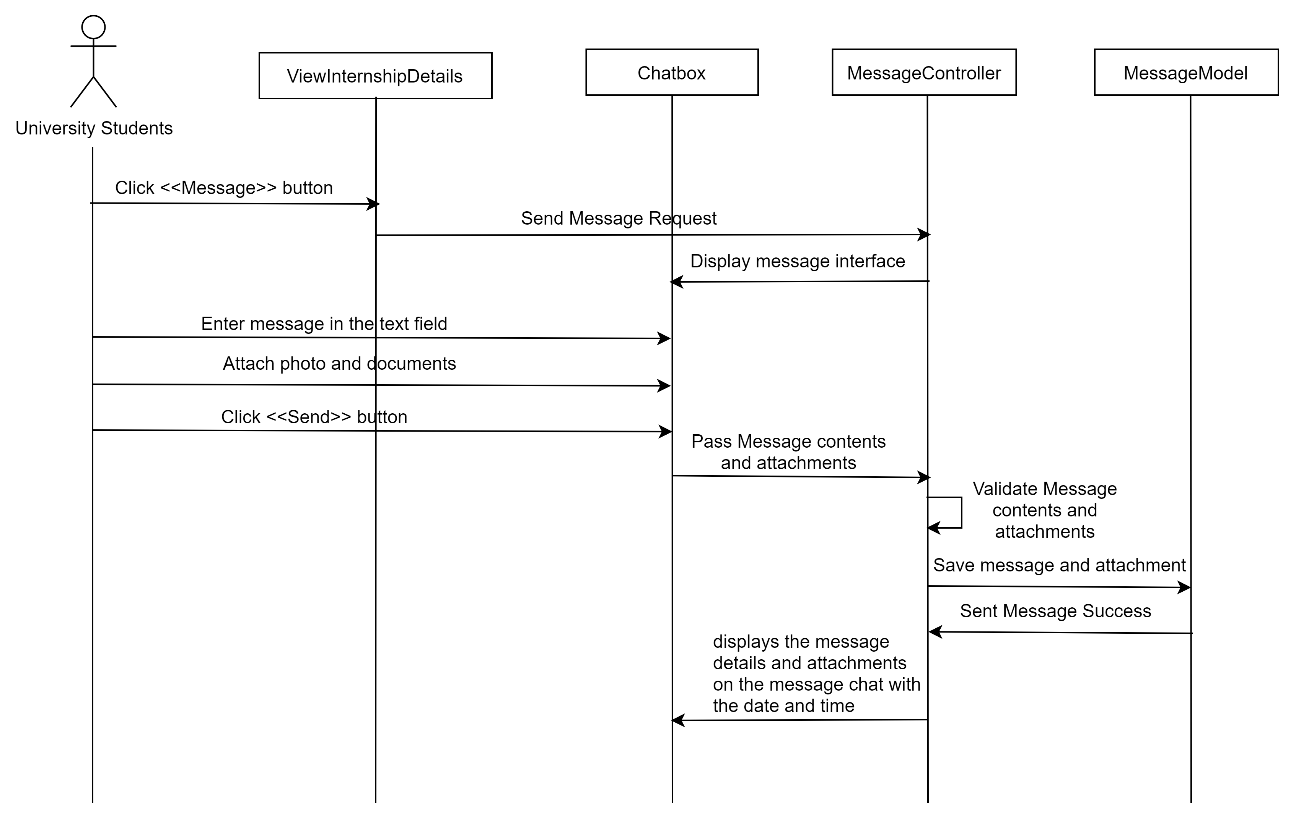 University Students
ViewInternshipDetails
Chatbox
MessageController
MessageModel
Click <<Message>> button
Send Message Request
Display message interface
Enter message in the text field
Attach photo and documents
Click <<Send>> button
Pass Message contents
and attachments
Validate Message
contents and
attachments
Save message and attachment
Sent Message Success
displays the message
details and attachments
on the message chat with
the date and time